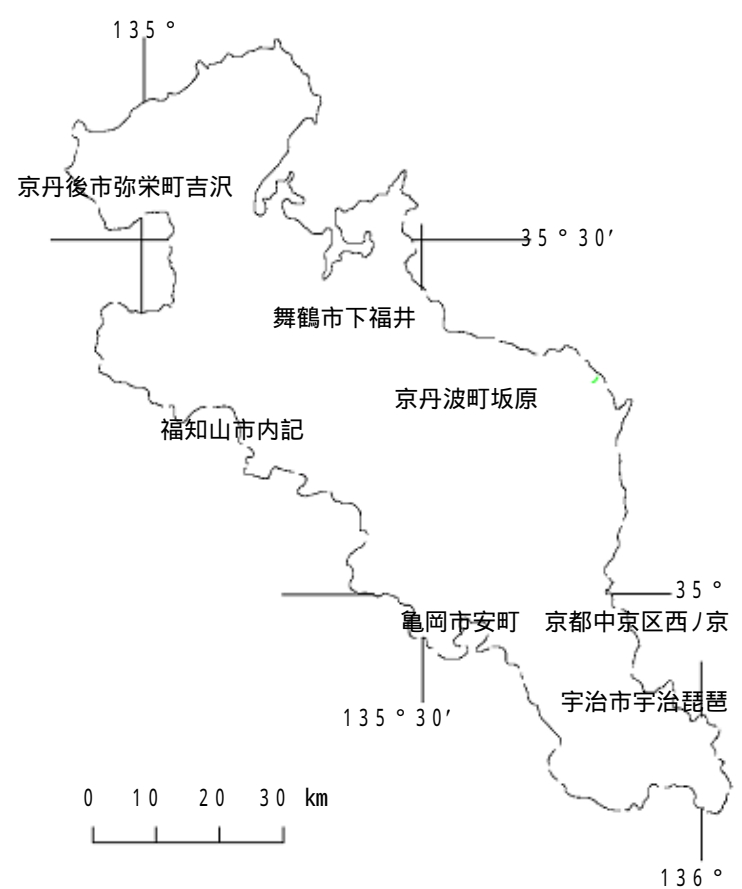 135°
京丹後市弥栄町吉沢
35°30′
舞鶴市下福井
京丹波町坂原
福知山市内記
35°
亀岡市安町
京都中京区西ノ京
宇治市宇治琵琶
135°30′
0 10 20 30 km
136°